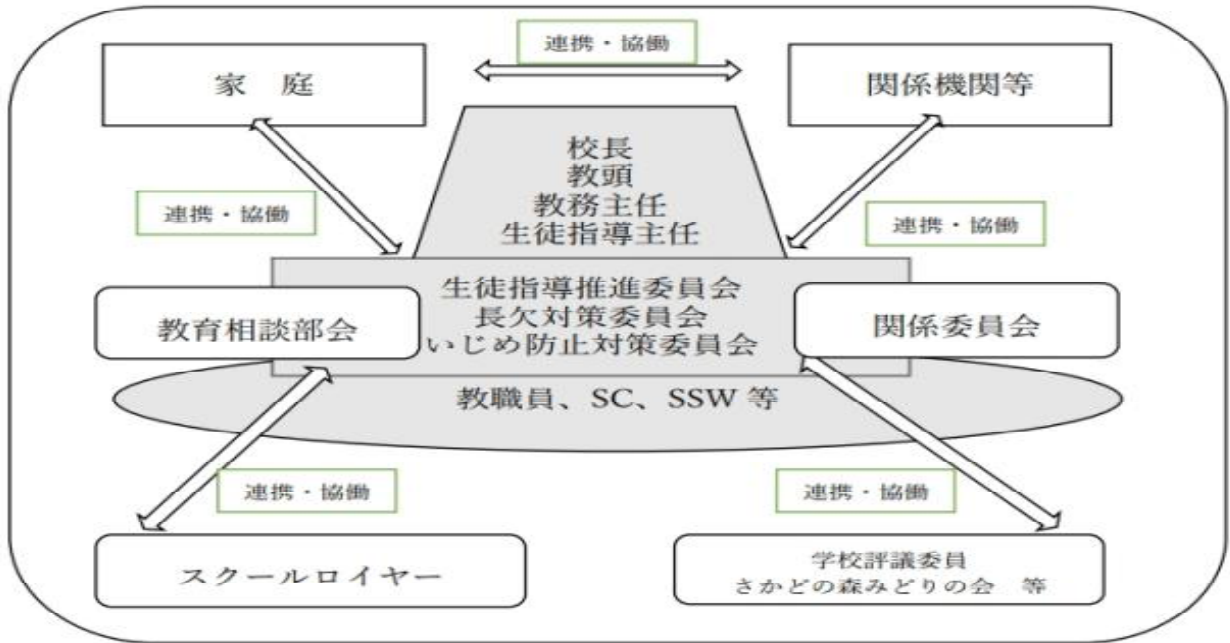 連携・協働
家　庭
関係機関等
校長
教頭
教務主任
生徒指導主任
連携・協働
連携・協働
生徒指導推進委員会
長欠対策委員会
いじめ防止対策委員会
教育相談部会
関係委員会
教職員、SC、SSW 等
連携・協働
連携・協働
スクールロイヤー
学校評議委員
さかどの森みどりの会　等